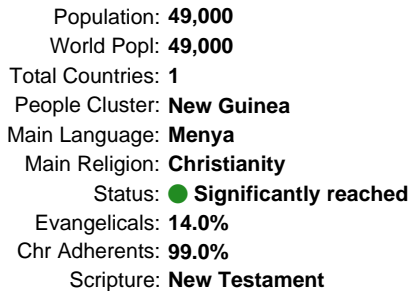 Population: 49,000
World Popl: 49,000
Total Countries: 1
People Cluster: New Guinea
Main Language: Menya
Main Religion: Christianity
Status: Significantly reached
Evangelicals: 14.0%
Chr Adherents: 99.0%
Scripture: New Testament